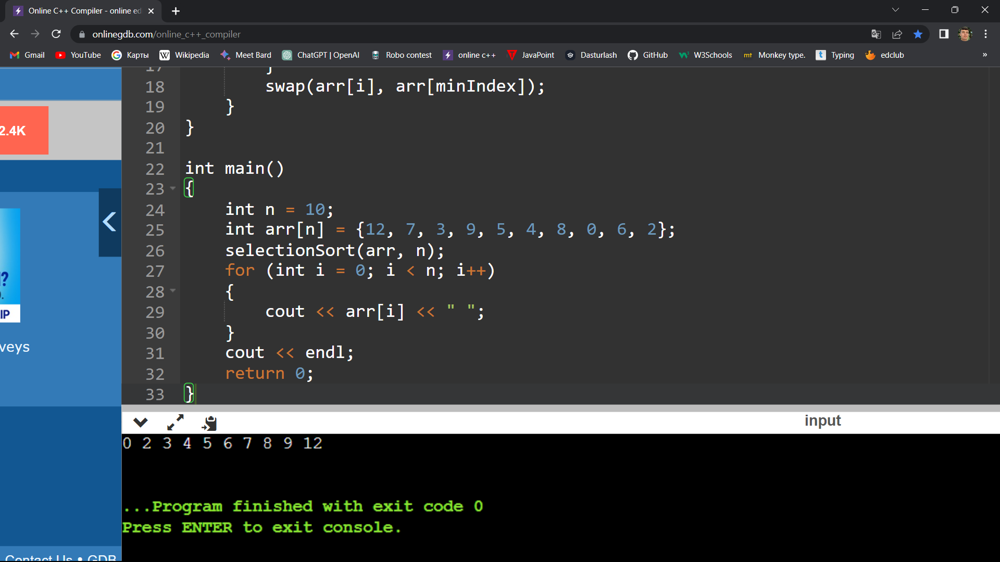 Online C++ Compiler - online ed
onlinegdb.com/online_c++_compiler
Gmail YouTube Карты Wikipedia Meet Bard ChatGPT | OpenAI Robo contest online c++ JavaPoint Dasturlash GitHub W3Schools Monkey type. Typing edclub »
2.4K
?
IP
veys
Contact Us • GDB
17 }
18 swap(arr[i], arr[minIndex]);
19 }
20 }
21
22 int main()
23 {
24 int n = 10;
25 int arr[n] = {12, 7, 3, 9, 5, 4, 8, 0, 6, 2};
26 selectionSort(arr, n);
27 for (int i = 0; i < n; i++)
28 {
29 cout << arr[i] << " ";
30 }
31 cout << endl;
32 return 0;
33 }
input
0 2 3 4 5 6 7 8 9 12
...Program finished with exit code 0
Press ENTER to exit console.